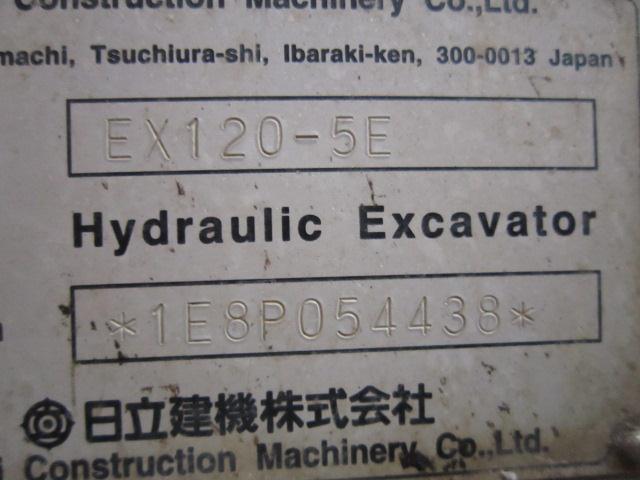 Construction Machinery Co.,Ltd.
machi, Tsuchiura-shi, Ibaraki-ken, 300-0013 Japan
EX120-5E
Hydraulic Excavator
*1E8P054438*
日立建機株式会社
i Construction Machinery Co.,Ltd.